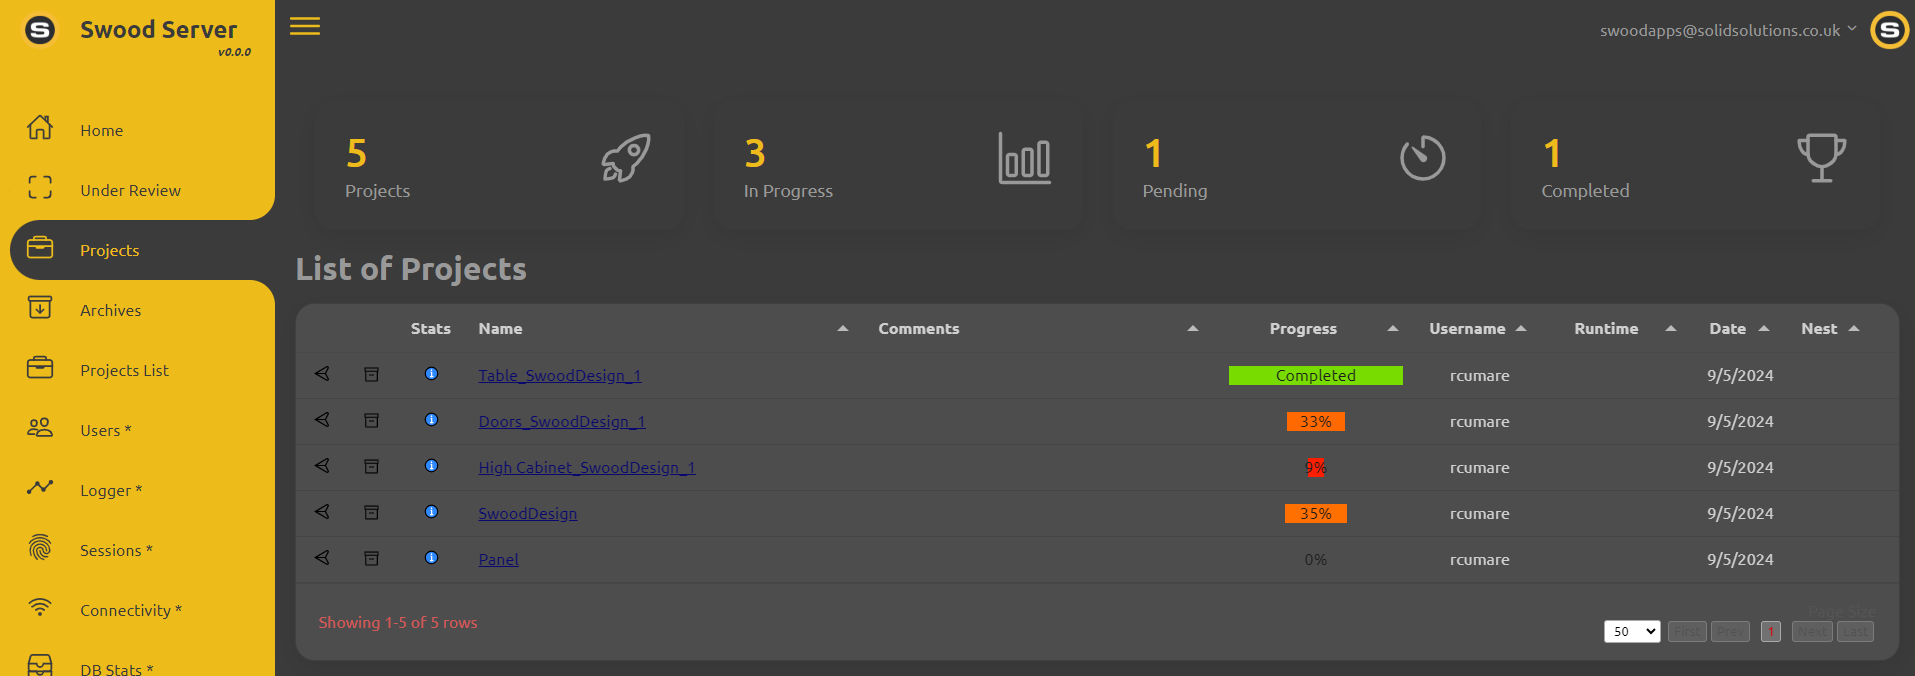 S Swood Server
v0.0.0
swoodapps@solidsolutions.co.uk
S
Home
Under Review
Projects
Archives
Projects List
Users *
Logger *
Sessions *
Connectivity *
DB Stats *
5
Projects
3
In Progress
1
Pending
1
Completed
List of Projects
Stats Name Comments Progress Username Runtime Date Nest
Table_SwoodDesign_1 Completed rcumare 9/5/2024
Doors_SwoodDesign_1 33% rcumare 9/5/2024
High Cabinet_SwoodDesign_1 9% rcumare 9/5/2024
SwoodDesign 35% rcumare 9/5/2024
Panel 0% rcumare 9/5/2024
Showing 1-5 of 5 rows
Page Size
50 First Prev 1 Next Last